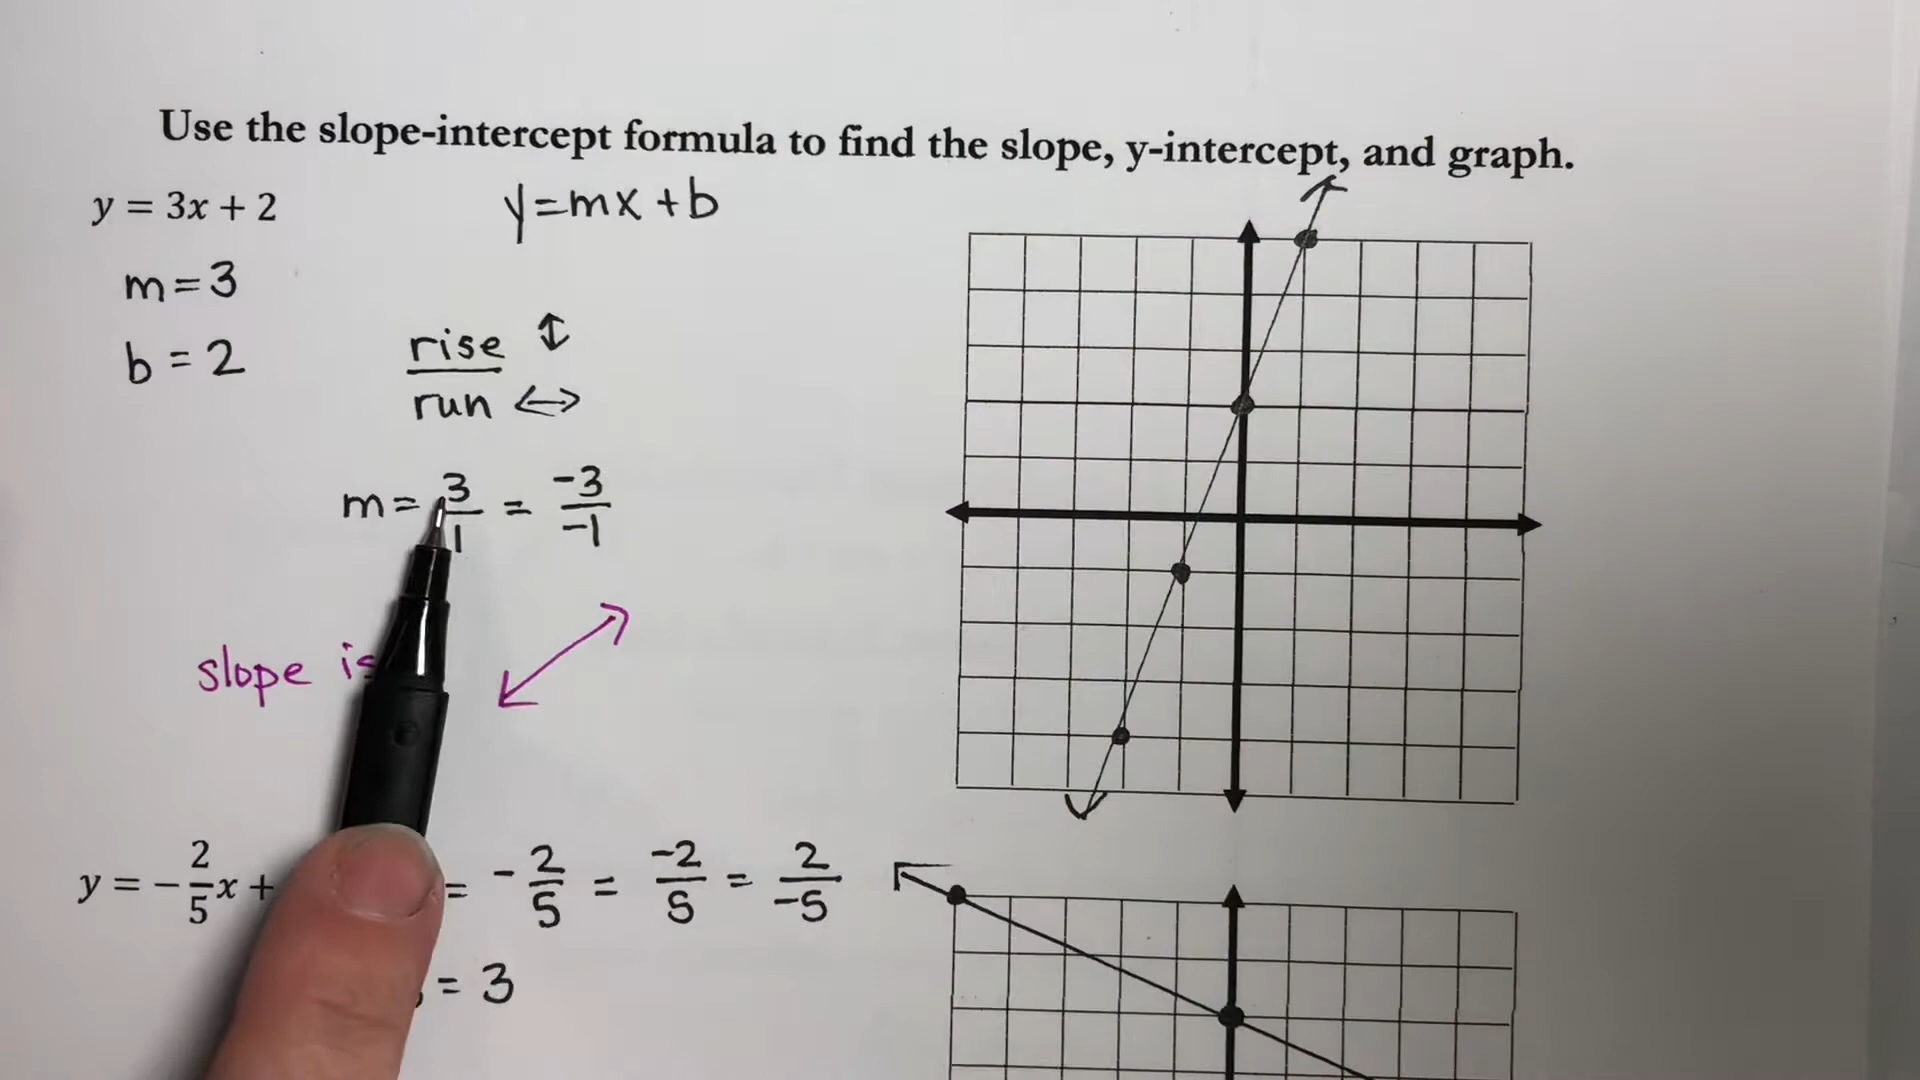 Use the slope-intercept formula to find the slope, y-intercept, and graph.
y = 3x + 2
y=mx+b
m=3
b=2
rise ↕
run ↔
m = 3/1 = -3/-1
slope is
y = -2/5x +
= -2/5 = -2/5 = 2/-5
= 3